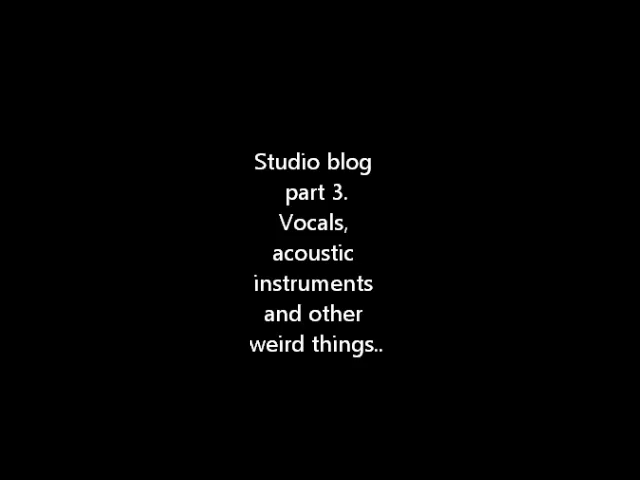 Studio blog
part 3.
Vocals,
acoustic
instruments
and other
weird things..